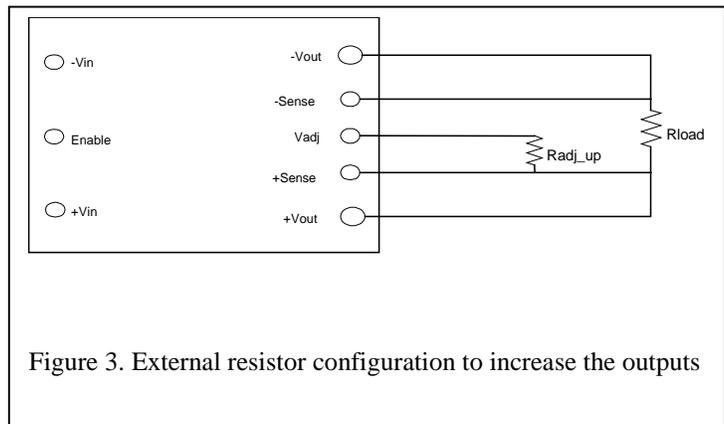 -Vin
-Vout
-Sense
Enable
Vadj
Rload
Radj_up
+Sense
+Vin
+Vout
Figure 3. External resistor configuration to increase the outputs